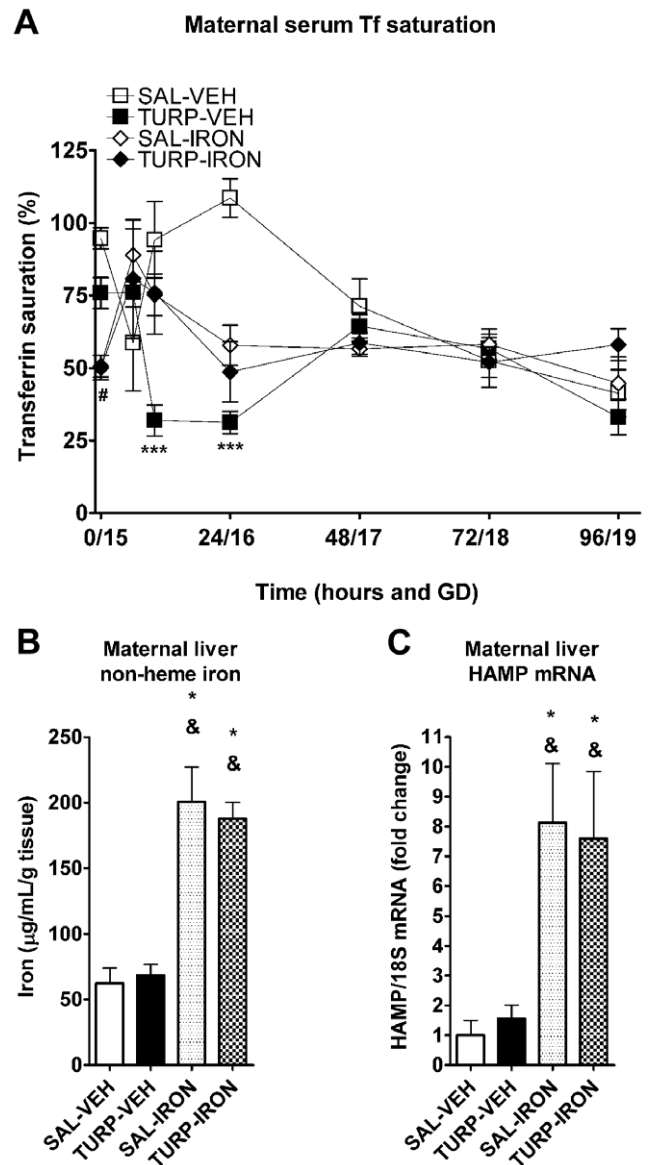 A
Maternal serum Tf saturation
SAL-VEH
TURP-VEH
SAL-IRON
TURP-IRON
Transferrin sauration (%)
125
100
75
50
25
0
#
***
***
0/15
24/16
48/17
72/18
96/19
Time (hours and GD)
B
Maternal liver
non-heme iron
Iron (µg/mL/g tissue)
250
200
150
100
50
0
*
&
*
&
SAL-VEH
TURP-VEH
SAL-IRON
TURP-IRON
C
Maternal liver
HAMP mRNA
HAMP/18S mRNA (fold change)
11
10
9
8
7
6
5
4
3
2
1
0
*
&
*
&
SAL-VEH
TURP-VEH
SAL-IRON
TURP-IRON